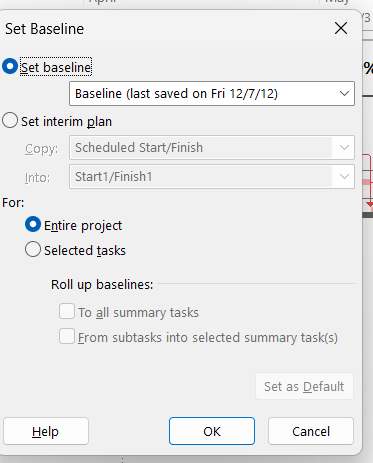 April
May
/3
Set Baseline
Set baseline
%
Baseline (last saved on Fri 12/7/12)
Set interim plan
Copy:
Scheduled Start/Finish
Into:
Start1/Finish1
For:
Entire project
Selected tasks
Roll up baselines:
To all summary tasks
From subtasks into selected summary task(s)
Set as Default
Help
OK
Cancel